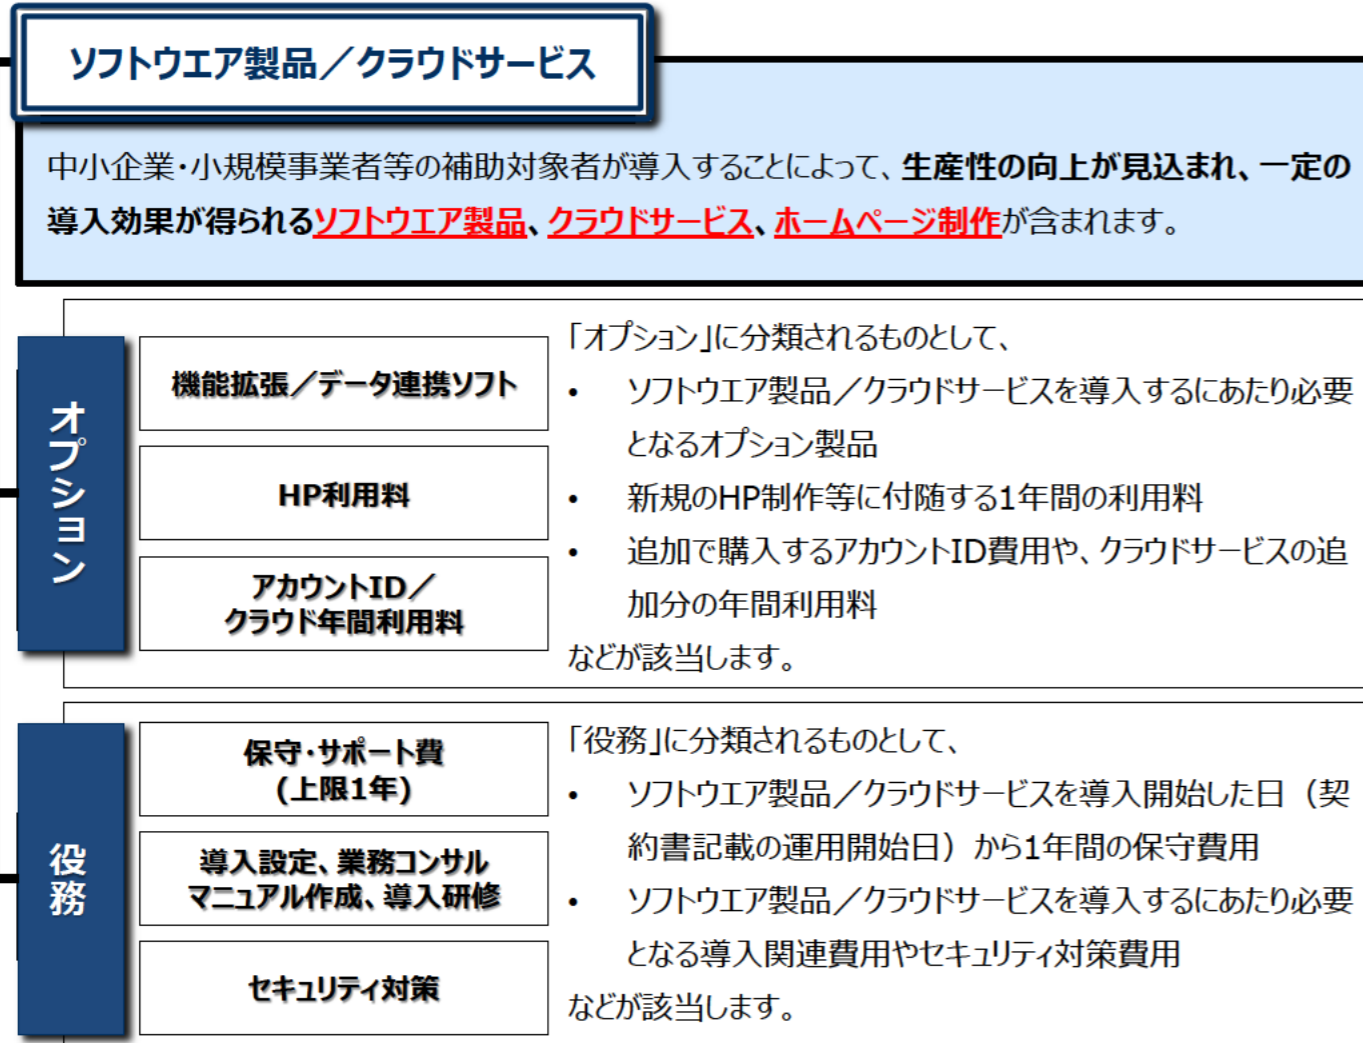 ソフトウエア製品／クラウドサービス
中小企業・小規模事業者等の補助対象者が導入することによって、生産性の向上が見込まれ、一定の
導入効果が得られるソフトウエア製品、クラウドサービス、ホームページ制作が含まれます。
オプション
機能拡張／データ連携ソフト
HP利用料
アカウントID／
クラウド年間利用料
「オプション」に分類されるものとして、
• ソフトウエア製品／クラウドサービスを導入するにあたり必要
となるオプション製品
• 新規のHP制作等に付随する1年間の利用料
• 追加で購入するアカウントID費用や、クラウドサービスの追
加分の年間利用料
などが該当します。
役務
保守・サポート費
(上限1年)
導入設定、業務コンサル
マニュアル作成、導入研修
セキュリティ対策
「役務」に分類されるものとして、
• ソフトウエア製品／クラウドサービスを導入開始した日（契
約書記載の運用開始日）から1年間の保守費用
• ソフトウエア製品／クラウドサービスを導入するにあたり必要
となる導入関連費用やセキュリティ対策費用
などが該当します。